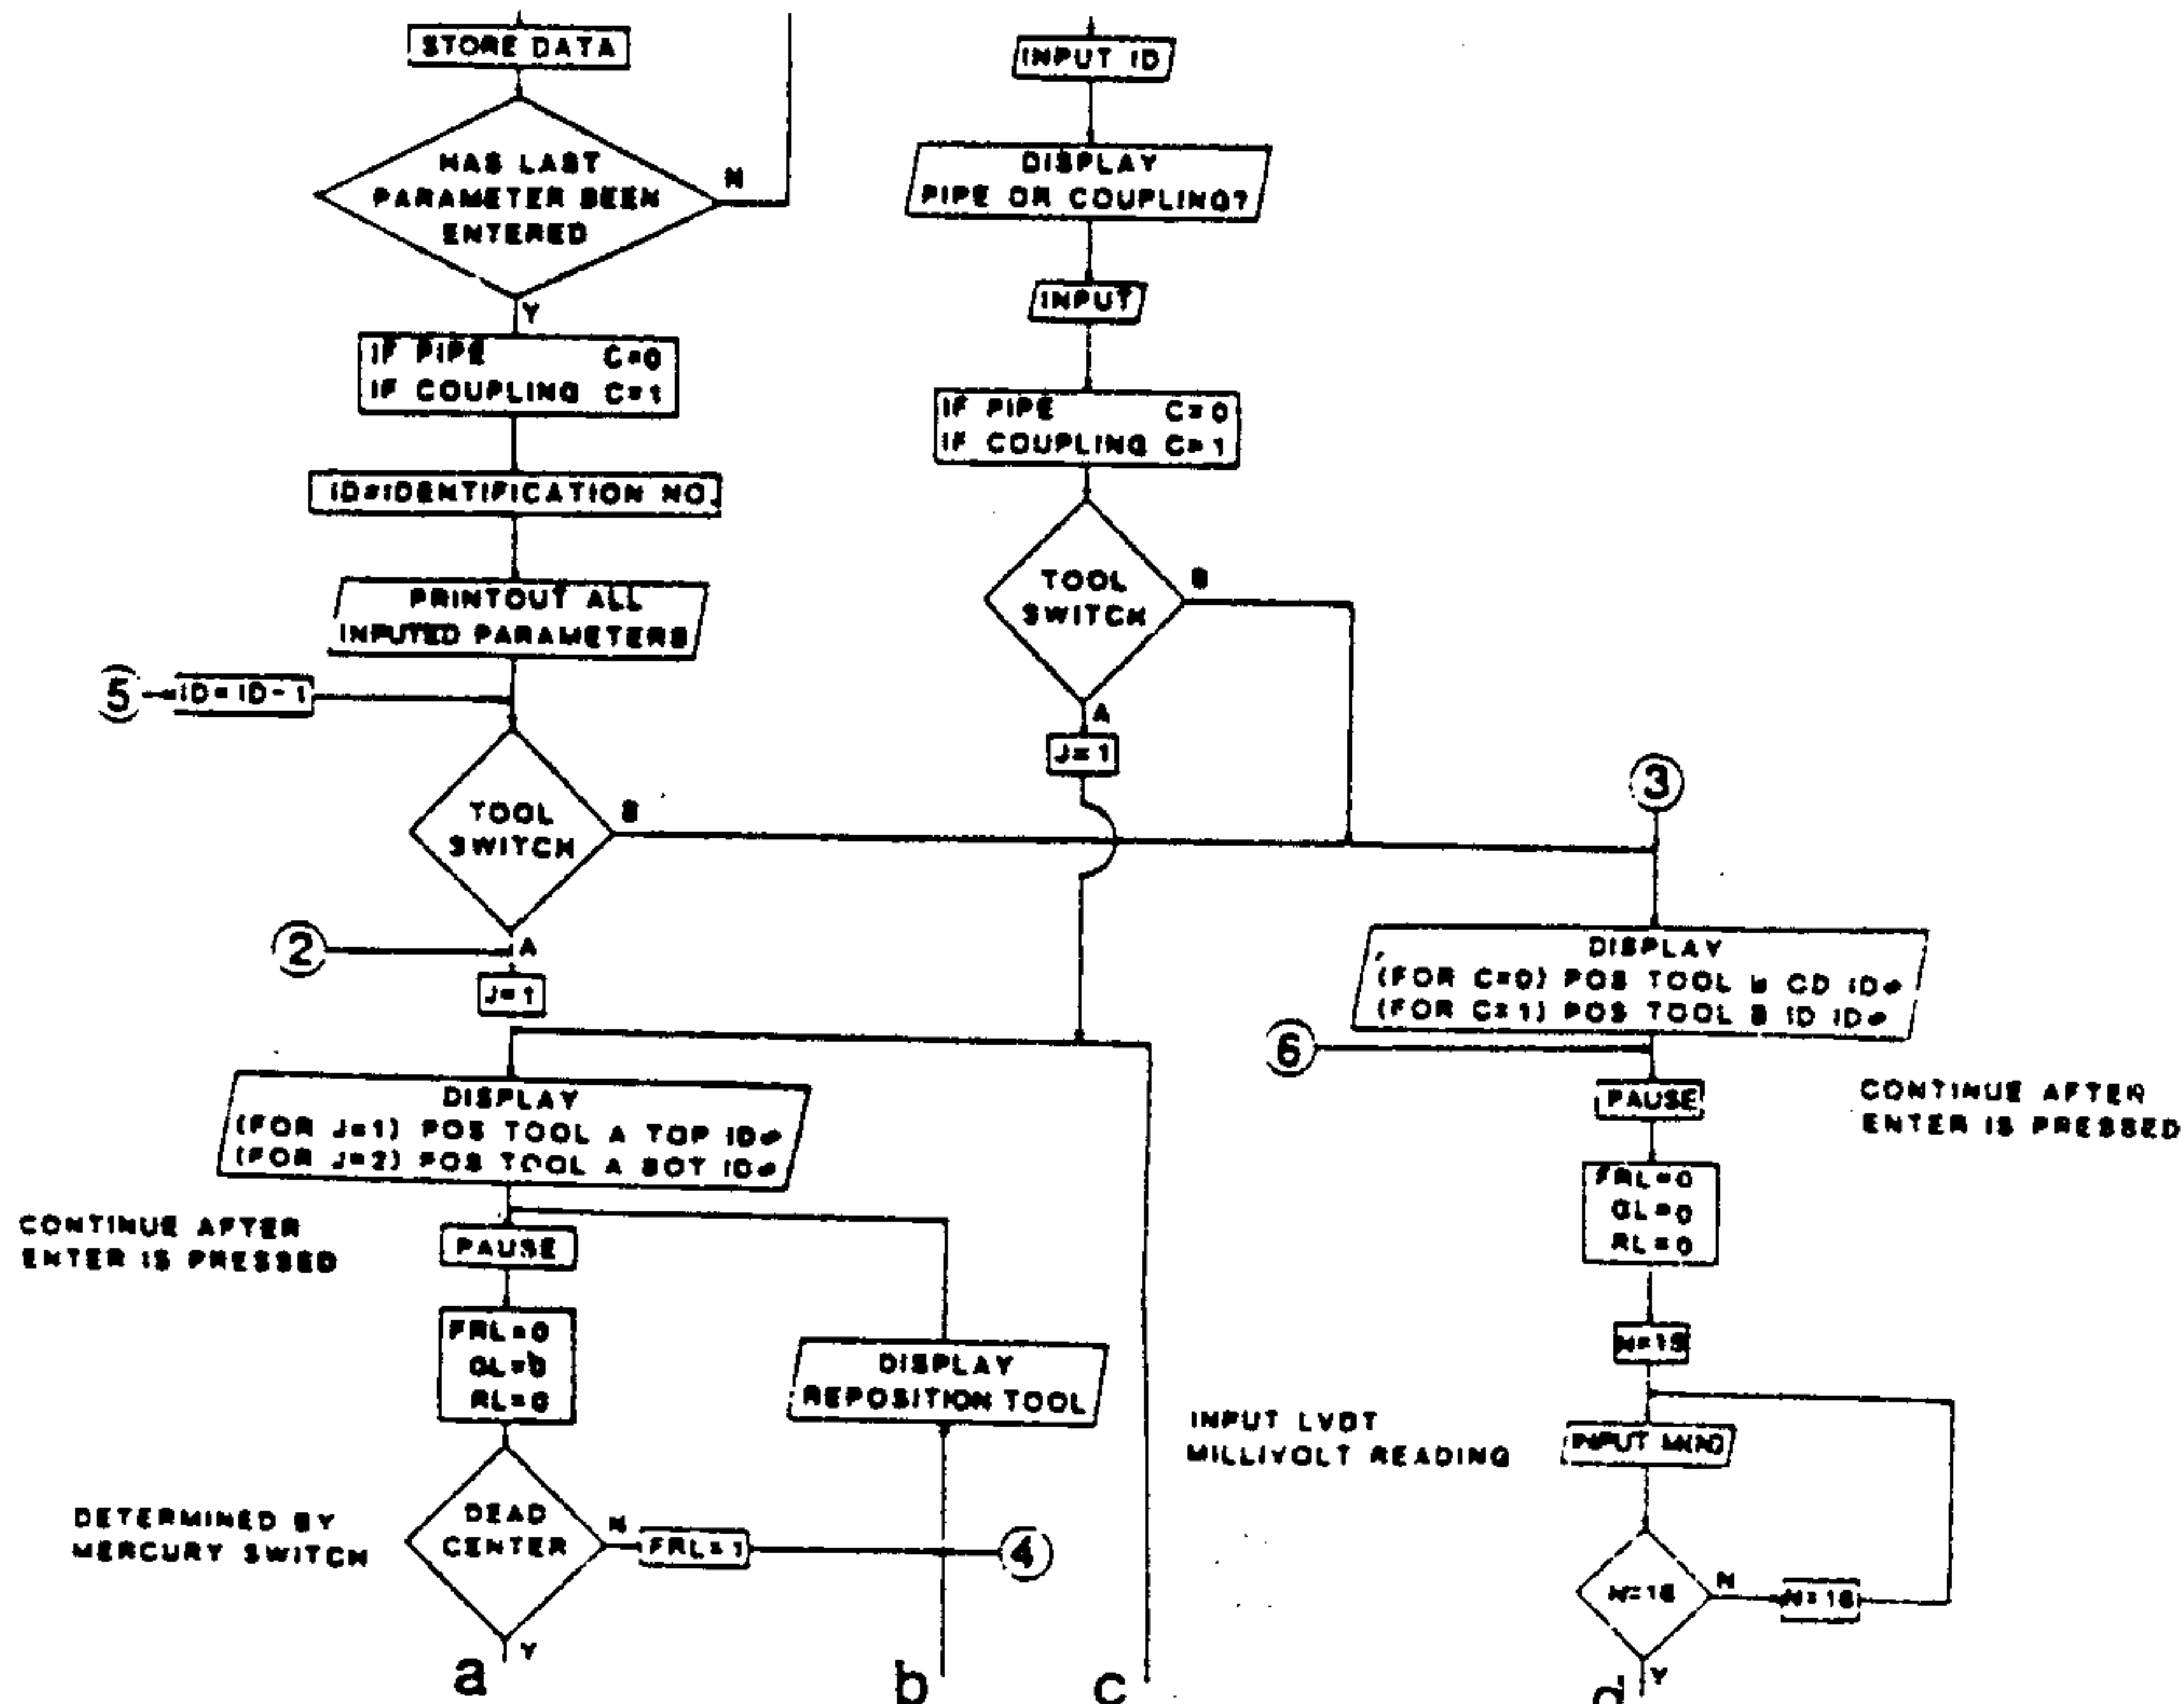 STORE DATA
HAS LAST
PARAMETER BEEN
ENTERED
N
Y
IF PIPE C=0
IF COUPLING C=1
ID=IDENTIFICATION NO.
PRINTOUT ALL
INPUTED PARAMETERS
5
ID=ID-1
TOOL
SWITCH
B
A
2
J=1
DISPLAY
(FOR J=1) POS TOOL A TOP ID#
(FOR J=2) POS TOOL A BOT ID#
CONTINUE AFTER
ENTER IS PRESSED
PAUSE
FRL=0
GL=0
RL=0
DISPLAY
REPOSITION TOOL
DETERMINED BY
MERCURY SWITCH
DEAD
CENTER
N
FRL=1
4
Y
a
b
c
INPUT ID
DISPLAY
PIPE OR COUPLING?
INPUT
IF PIPE C=0
IF COUPLING C=1
TOOL
SWITCH
B
A
J=1
3
DISPLAY
(FOR C=0) POS TOOL B ID#
(FOR C=1) POS TOOL B ID ID#
6
PAUSE
CONTINUE AFTER
ENTER IS PRESSED
FRL=0
GL=0
RL=0
N=15
INPUT LVDT
MILLIVOLT READING
INPUT
N=16
N
N=16
Y
d